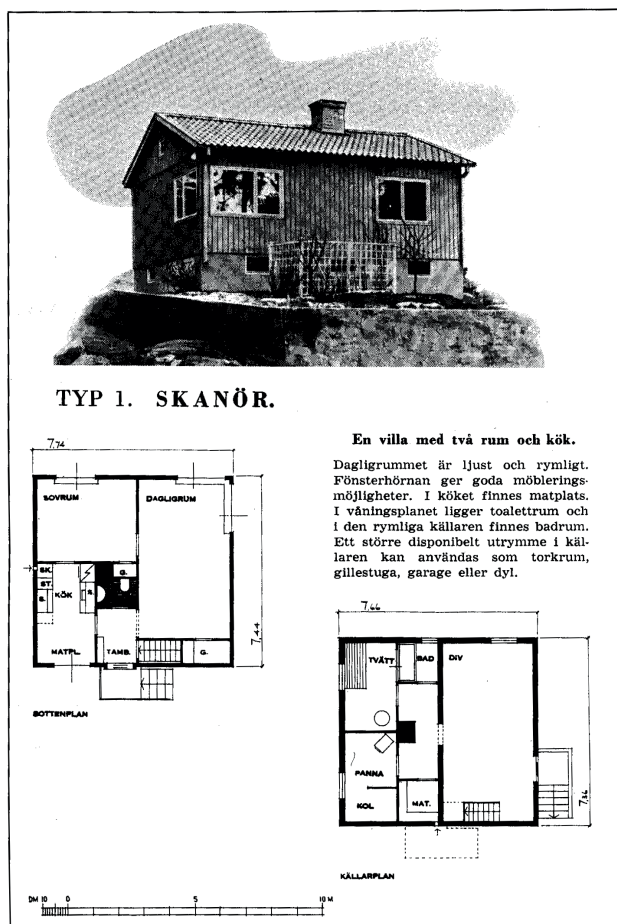 TYP 1. SKANÖR.
En villa med två rum och kök.
Dagligrummet är ljust och rymligt.
Fönsterhörnan ger goda möblerings-
möjligheter. I köket finnes matplats.
I våningsplanet ligger toalettrum och
i den rymliga källaren finnes badrum.
Ett större disponibelt utrymme i käl-
laren kan användas som torkrum,
gillestuga, garage eller dyl.
7,74
SOVRUM
DAGLIGRUM
SK.
ST.
S.
KÖK
S.
G.
MATPL.
TAMB.
G.
7,44
BOTTENPLAN
7,66
TVÄTT
BAD
DIV
PANNA
KOL
MAT.
7,36
KÄLLARPLAN
DM 10 0 5 10 M